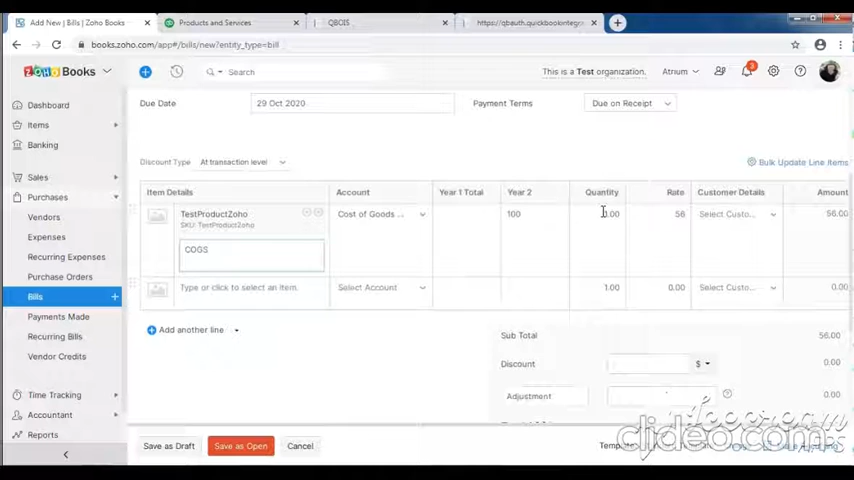 Add New | Bills | Zoho Books
Products and Services
QBOIS
https://qbauth.quickbookintegr
books.zoho.com/app#/bills/new?entity_type=bill
ZOHO Books
Search
This is a Test organization.
Atrium
3
Dashboard
Items
Banking
Sales
Purchases
Vendors
Expenses
Recurring Expenses
Purchase Orders
Bills
Payments Made
Recurring Bills
Vendor Credits
Time Tracking
Accountant
Reports
Due Date
29 Oct 2020
Payment Terms
Due on Receipt
Discount Type
At transaction level
Bulk Update Line Items
Item Details
Account
Year 1 Total
Year 2
Quantity
Rate
Customer Details
Amount
TestProductZoho
SKU: TestProductZoho
Cost of Goods ...
100
56
Select Custo...
56.00
COGS
Type or click to select an item.
Select Account
1.00
0.00
Select Custo...
0.00
Add another line
Sub Total
56.00
Discount
$
0.00
Adjustment
0.00
Save as Draft
Save as Open
Cancel
clideo.com